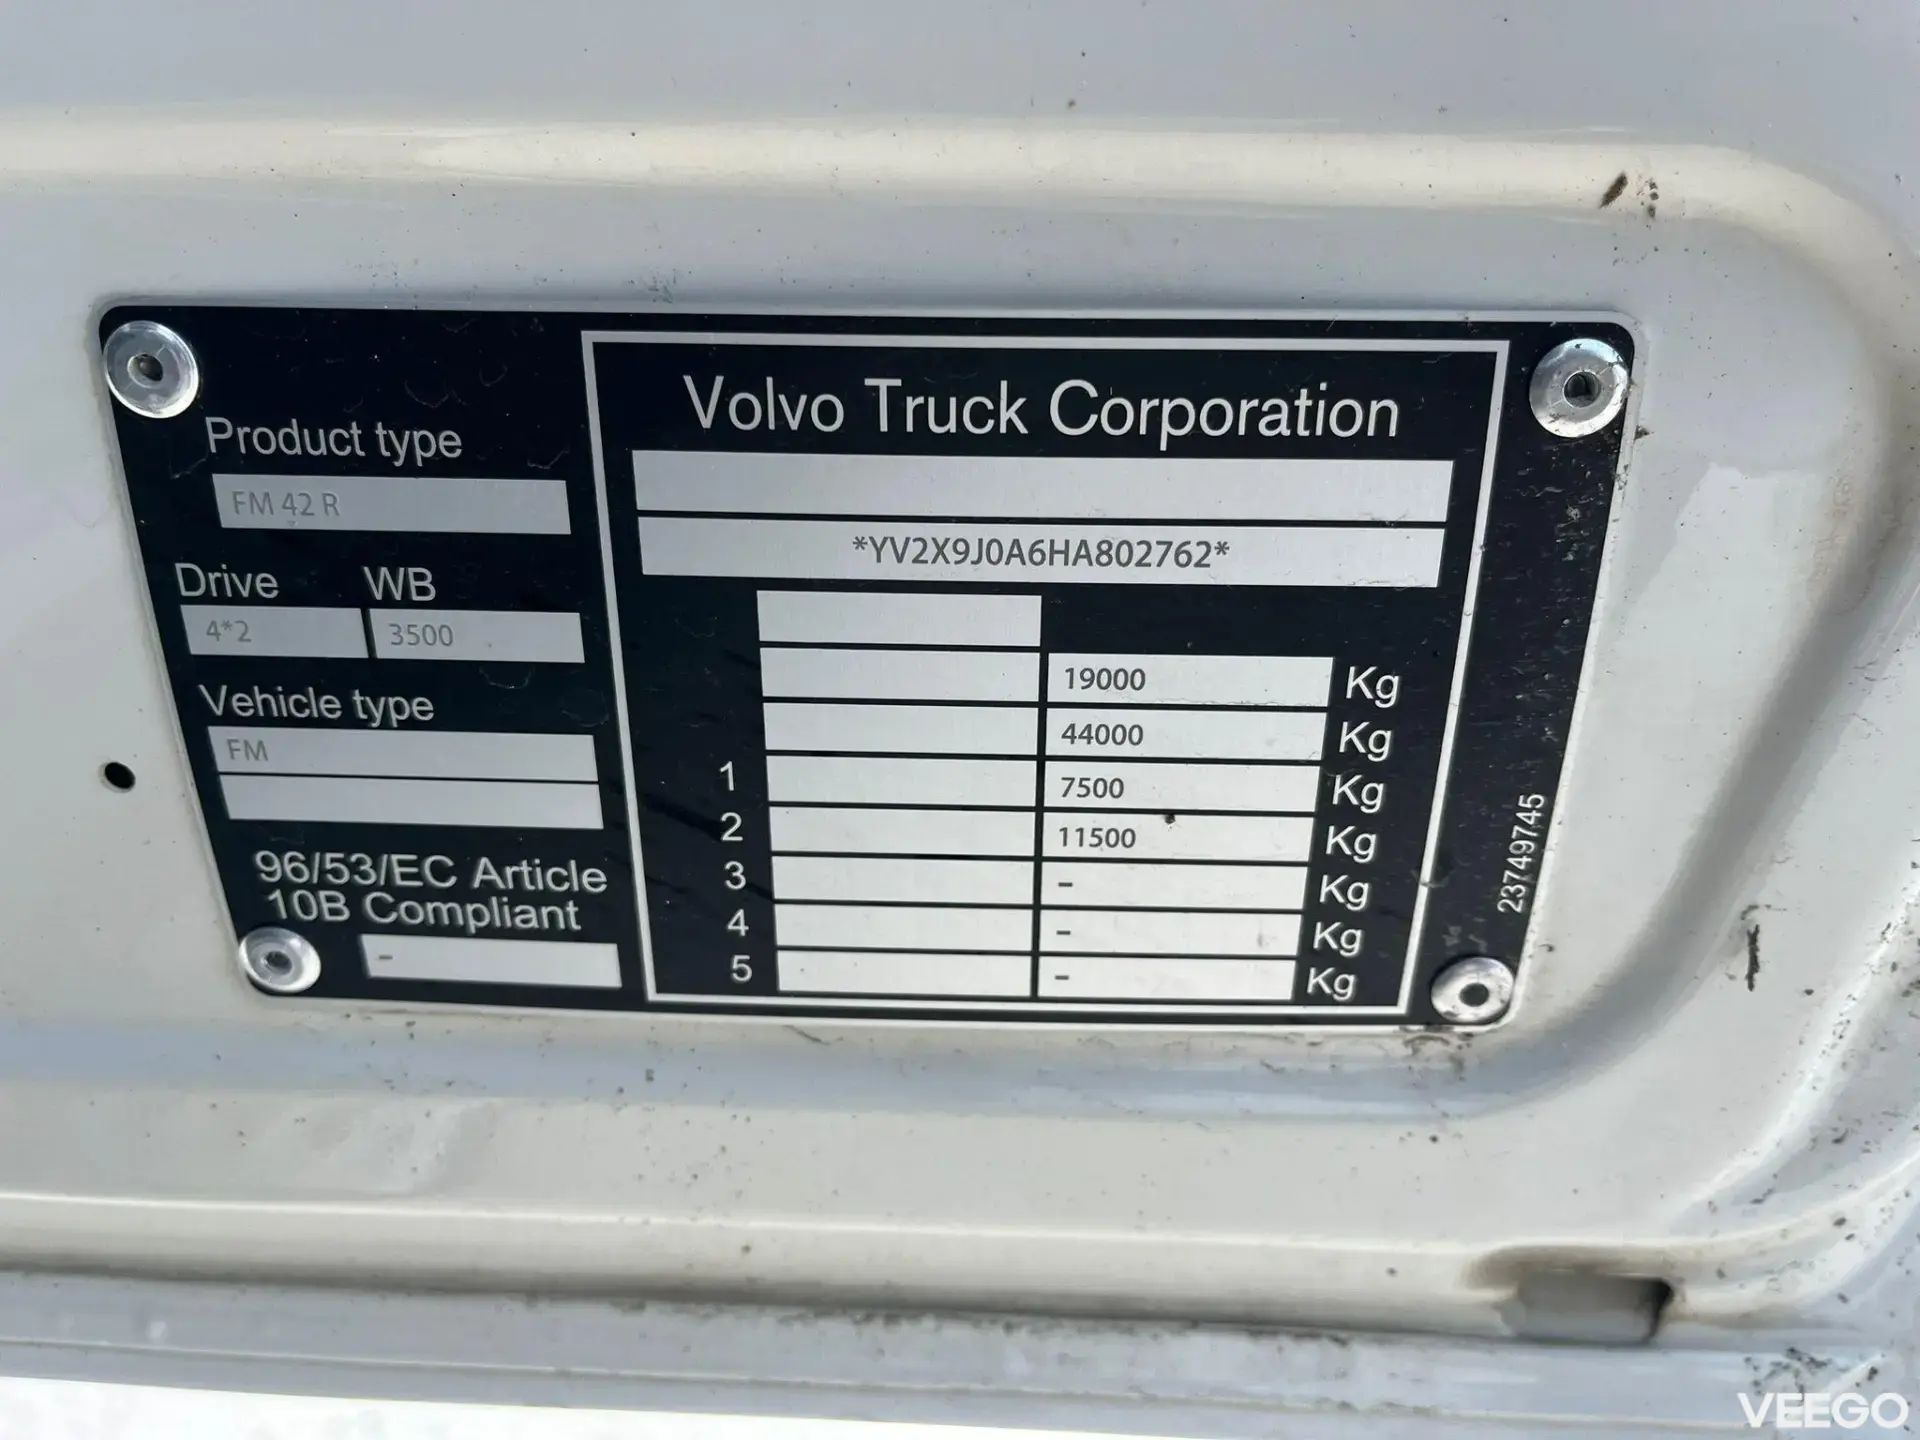 Product type
FM 42 R
Drive WB
4*2 3500
Vehicle type
FM
96/53/EC Article
10B Compliant
-
Volvo Truck Corporation
*YV2X9J0A6HA802762*
19000 Kg
44000 Kg
1 7500 Kg
2 11500 Kg
3 - Kg
4 - Kg
5 - Kg
23749745
VEEGO